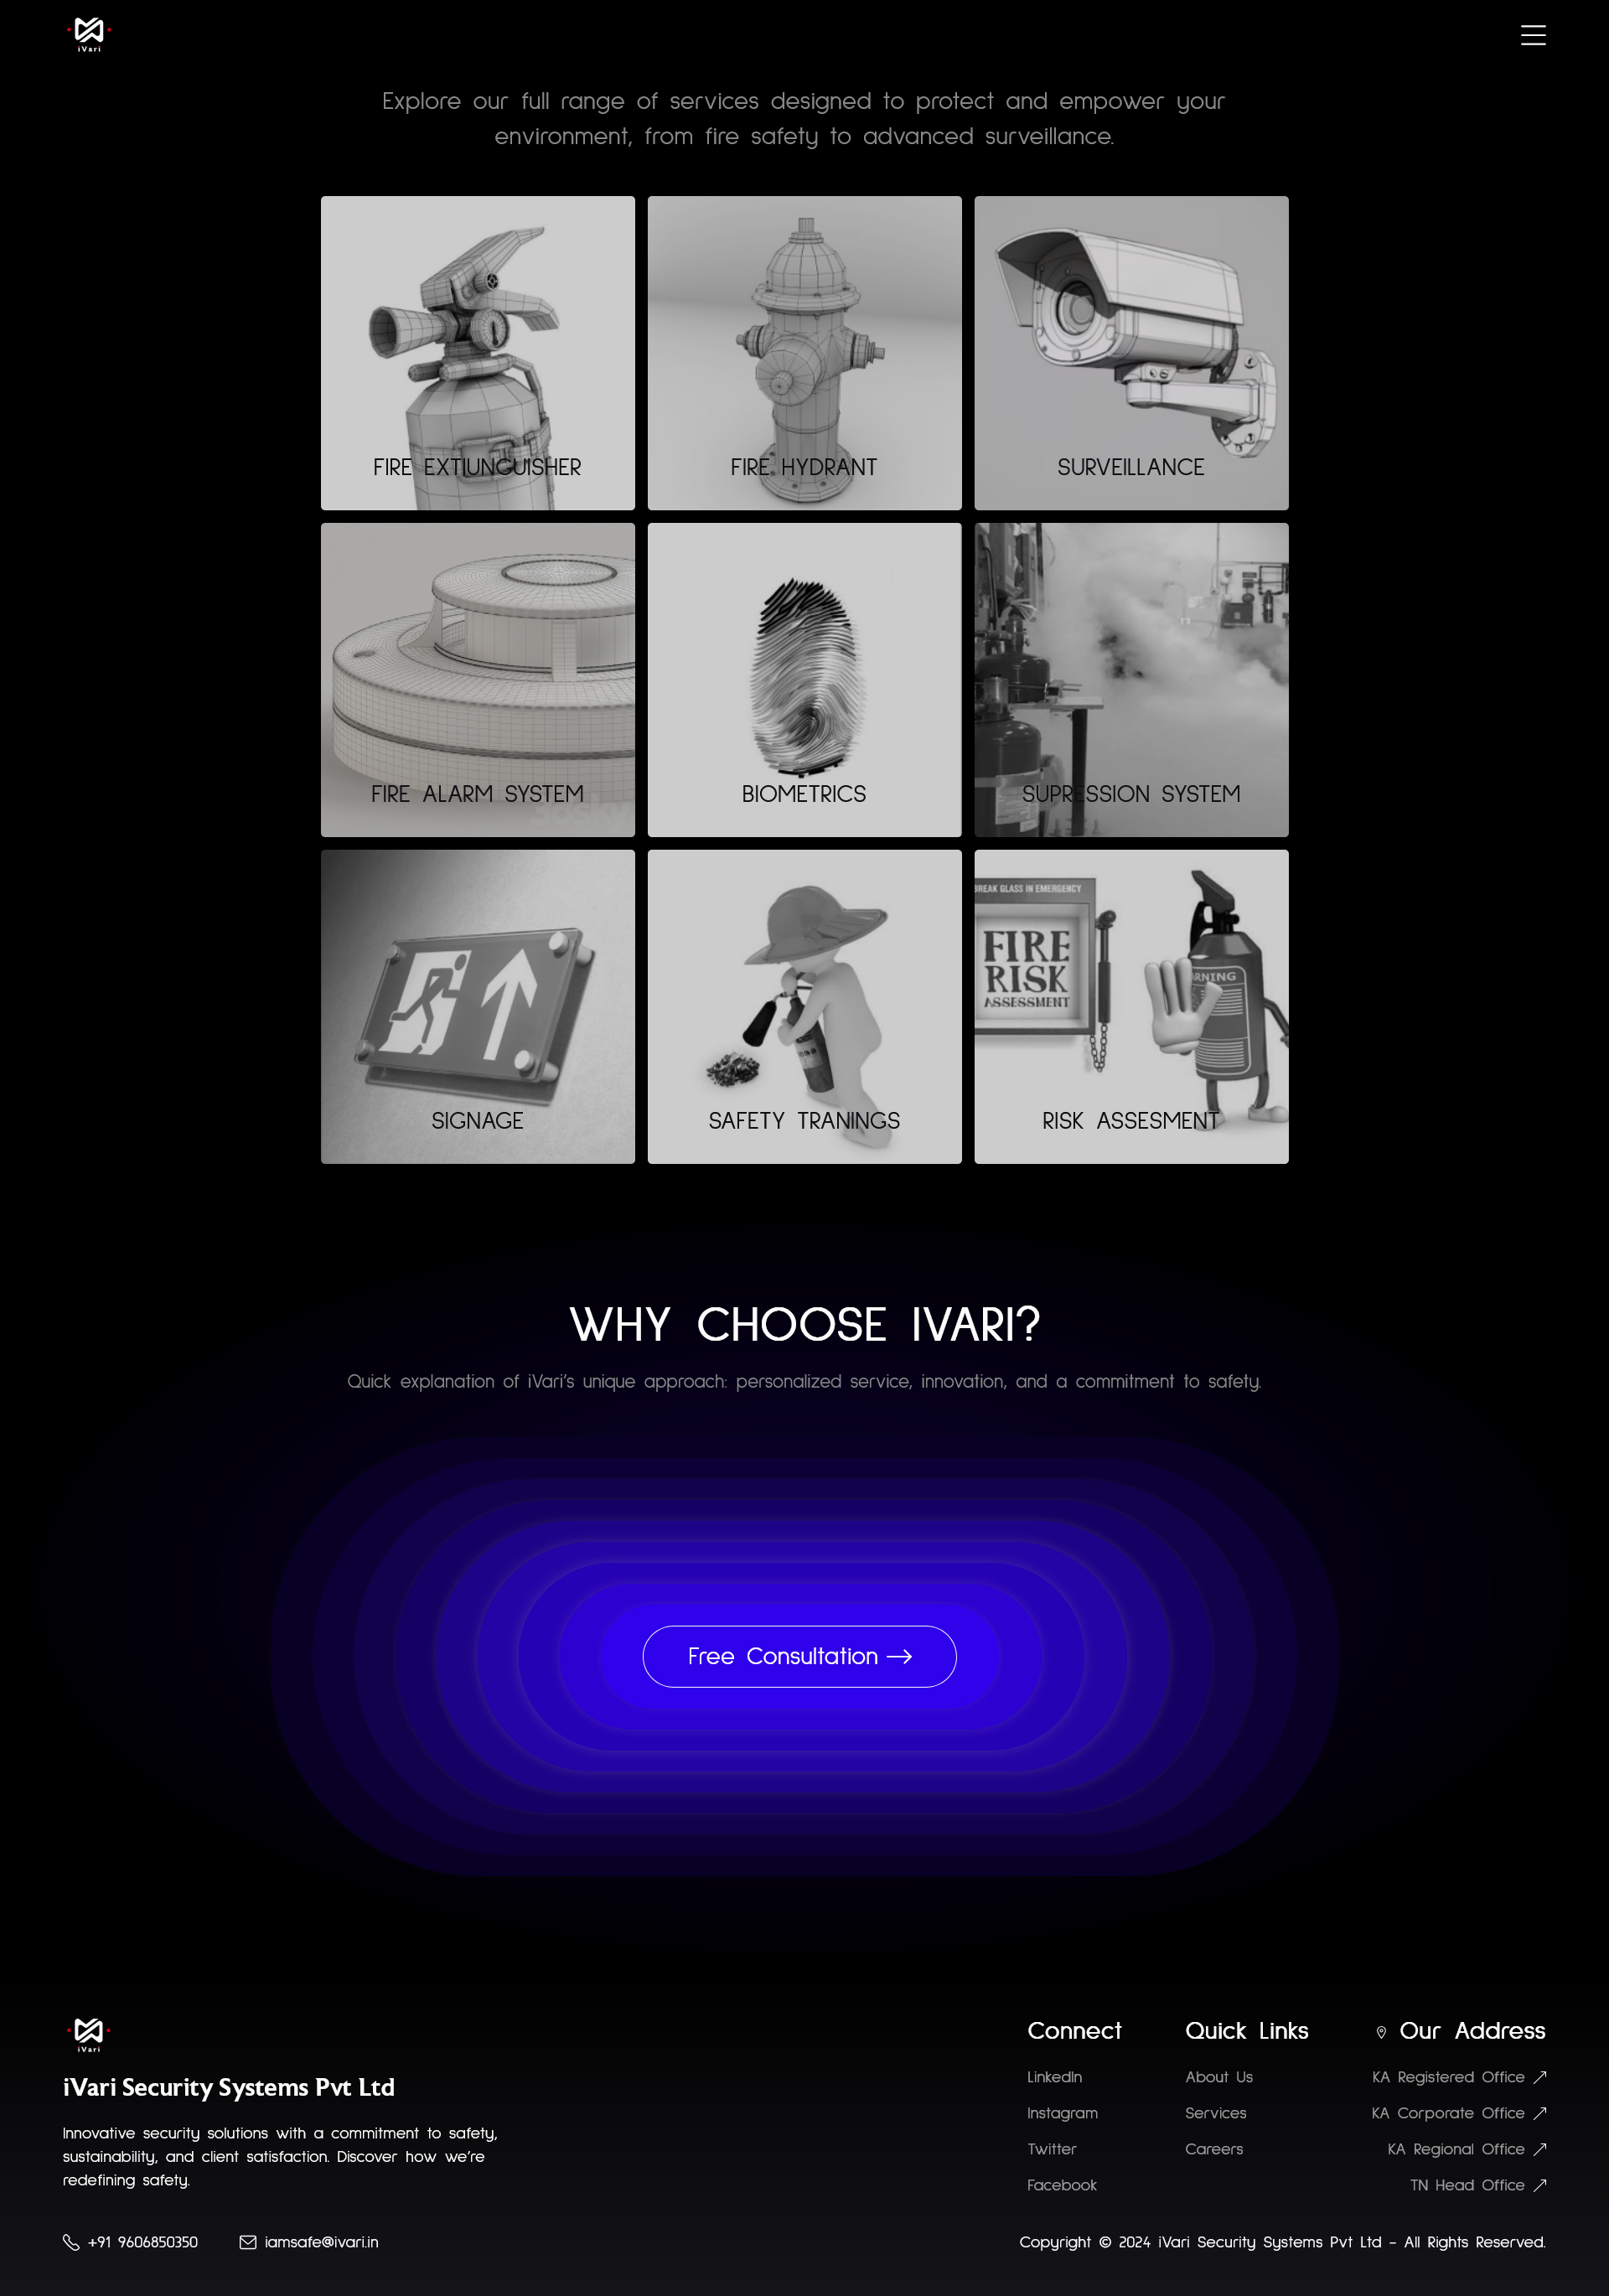 iVari
Explore our full range of services designed to protect and empower your
environment, from fire safety to advanced surveillance.
FIRE EXTIUNGUISHER
FIRE HYDRANT
SURVEILLANCE
FIRE ALARM SYSTEM
BIOMETRICS
SUPRESSION SYSTEM
SIGNAGE
SAFETY TRANINGS
BREAK GLASS IN EMERGENCY
FIRE
RISK
ASSESSMENT
RISK ASSESMENT
WHY CHOOSE IVARI?
Quick explanation of iVari's unique approach: personalized service, innovation, and a commitment to safety.
Free Consultation
iVari
iVari Security Systems Pvt Ltd
Innovative security solutions with a commitment to safety,
sustainability, and client satisfaction. Discover how we're
redefining safety.
+91 9606850350
iamsafe@ivari.in
Connect
LinkedIn
Instagram
Twitter
Facebook
Quick Links
About Us
Services
Careers
Our Address
KA Registered Office
KA Corporate Office
KA Regional Office
TN Head Office
Copyright © 2024 iVari Security Systems Pvt Ltd - All Rights Reserved.